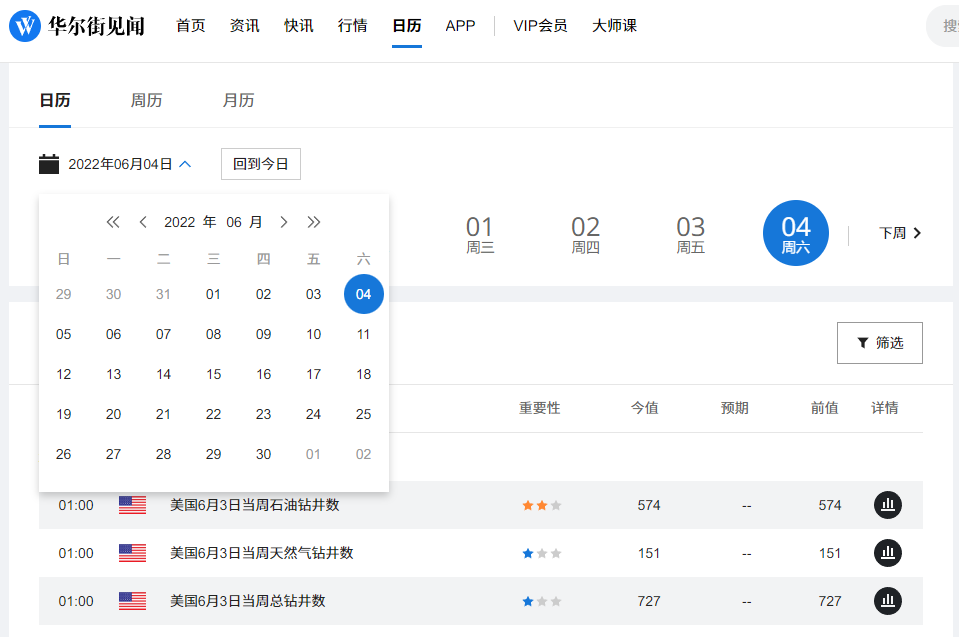 W 华尔街见闻 首页 资讯 快讯 行情 日历 APP VIP会员 大师课
日历 周历 月历
2022年06月04日 回到今日
2022 年 06 月
日 一 二 三 四 五 六
29 30 31 01 02 03 04
05 06 07 08 09 10 11
12 13 14 15 16 17 18
19 20 21 22 23 24 25
26 27 28 29 30 01 02
01 02 03 04
周三 周四 周五 周六 下周
筛选
重要性 今值 预期 前值 详情
01:00 美国6月3日当周石油钻井数 574 -- 574
01:00 美国6月3日当周天然气钻井数 151 -- 151
01:00 美国6月3日当周总钻井数 727 -- 727